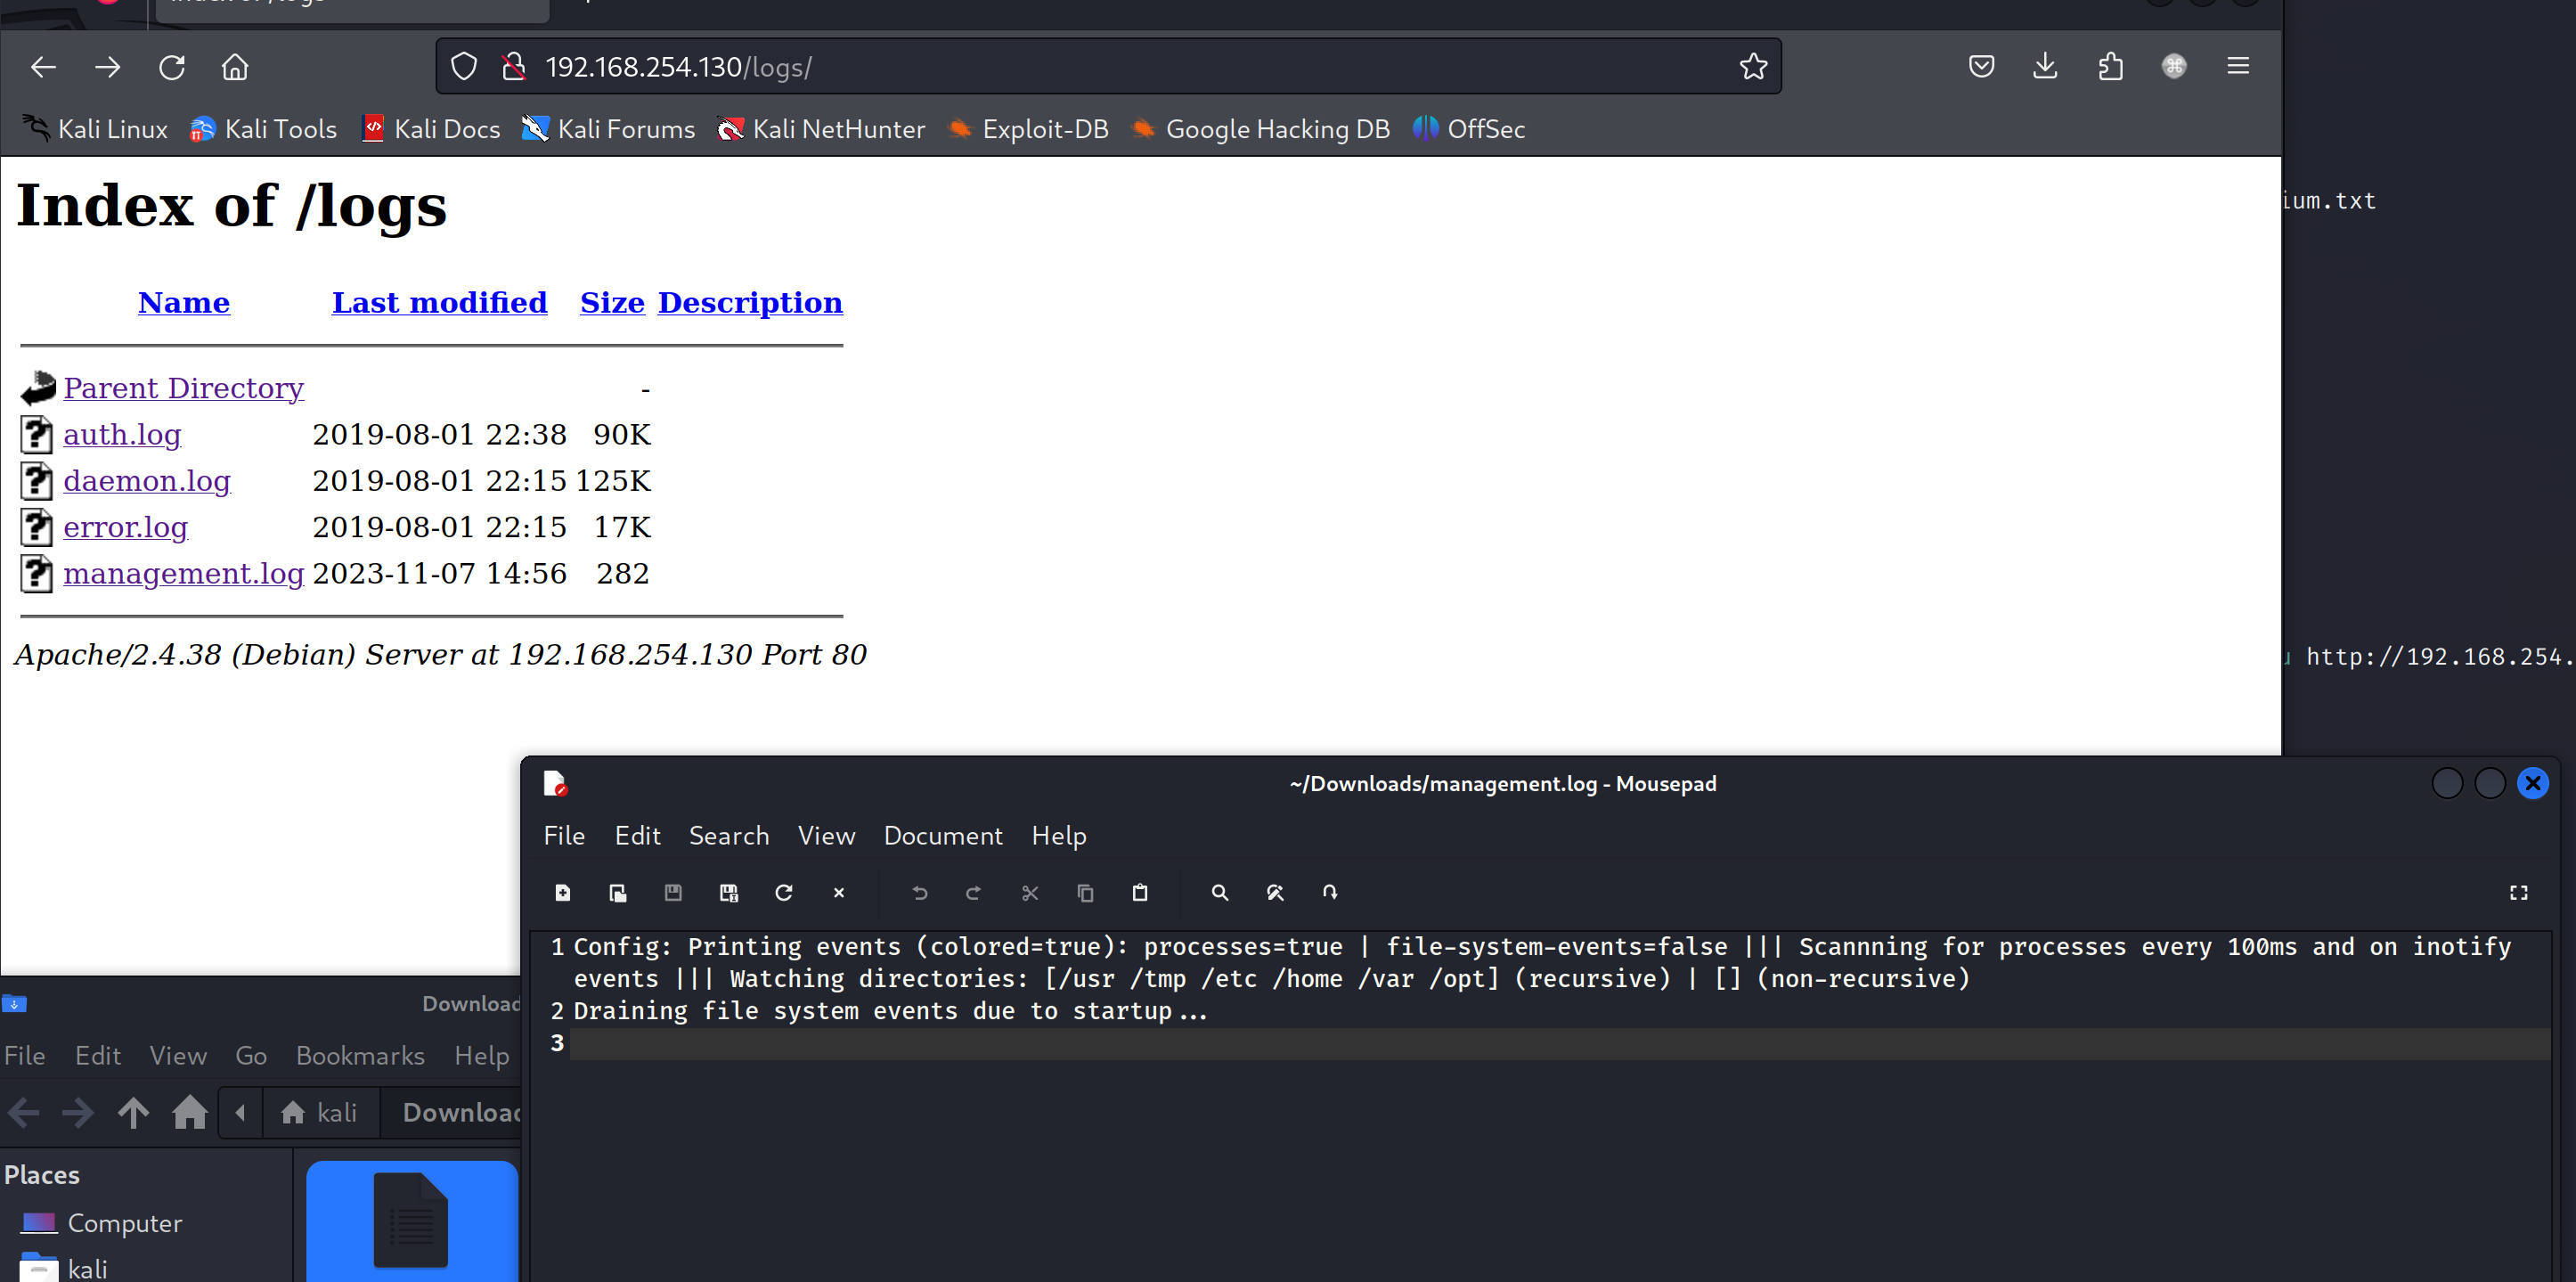 192.168.254.130/logs/
Kali Linux Kali Tools Kali Docs Kali Forums Kali NetHunter Exploit-DB Google Hacking DB OffSec
Index of /logs
ium.txt
Name Last modified Size Description
Parent Directory -
auth.log 2019-08-01 22:38 90K
daemon.log 2019-08-01 22:15 125K
error.log 2019-08-01 22:15 17K
management.log 2023-11-07 14:56 282
Apache/2.4.38 (Debian) Server at 192.168.254.130 Port 80
http://192.168.254.
~/Downloads/management.log - Mousepad
File Edit Search View Document Help
1 Config: Printing events (colored=true): processes=true | file-system-events=false ||| Scannning for processes every 100ms and on inotify
events ||| Watching directories: [/usr /tmp /etc /home /var /opt] (recursive) | [] (non-recursive)
2 Draining file system events due to startup...
3
Download
File Edit View Go Bookmarks Help
kali Download
Places
Computer
kali